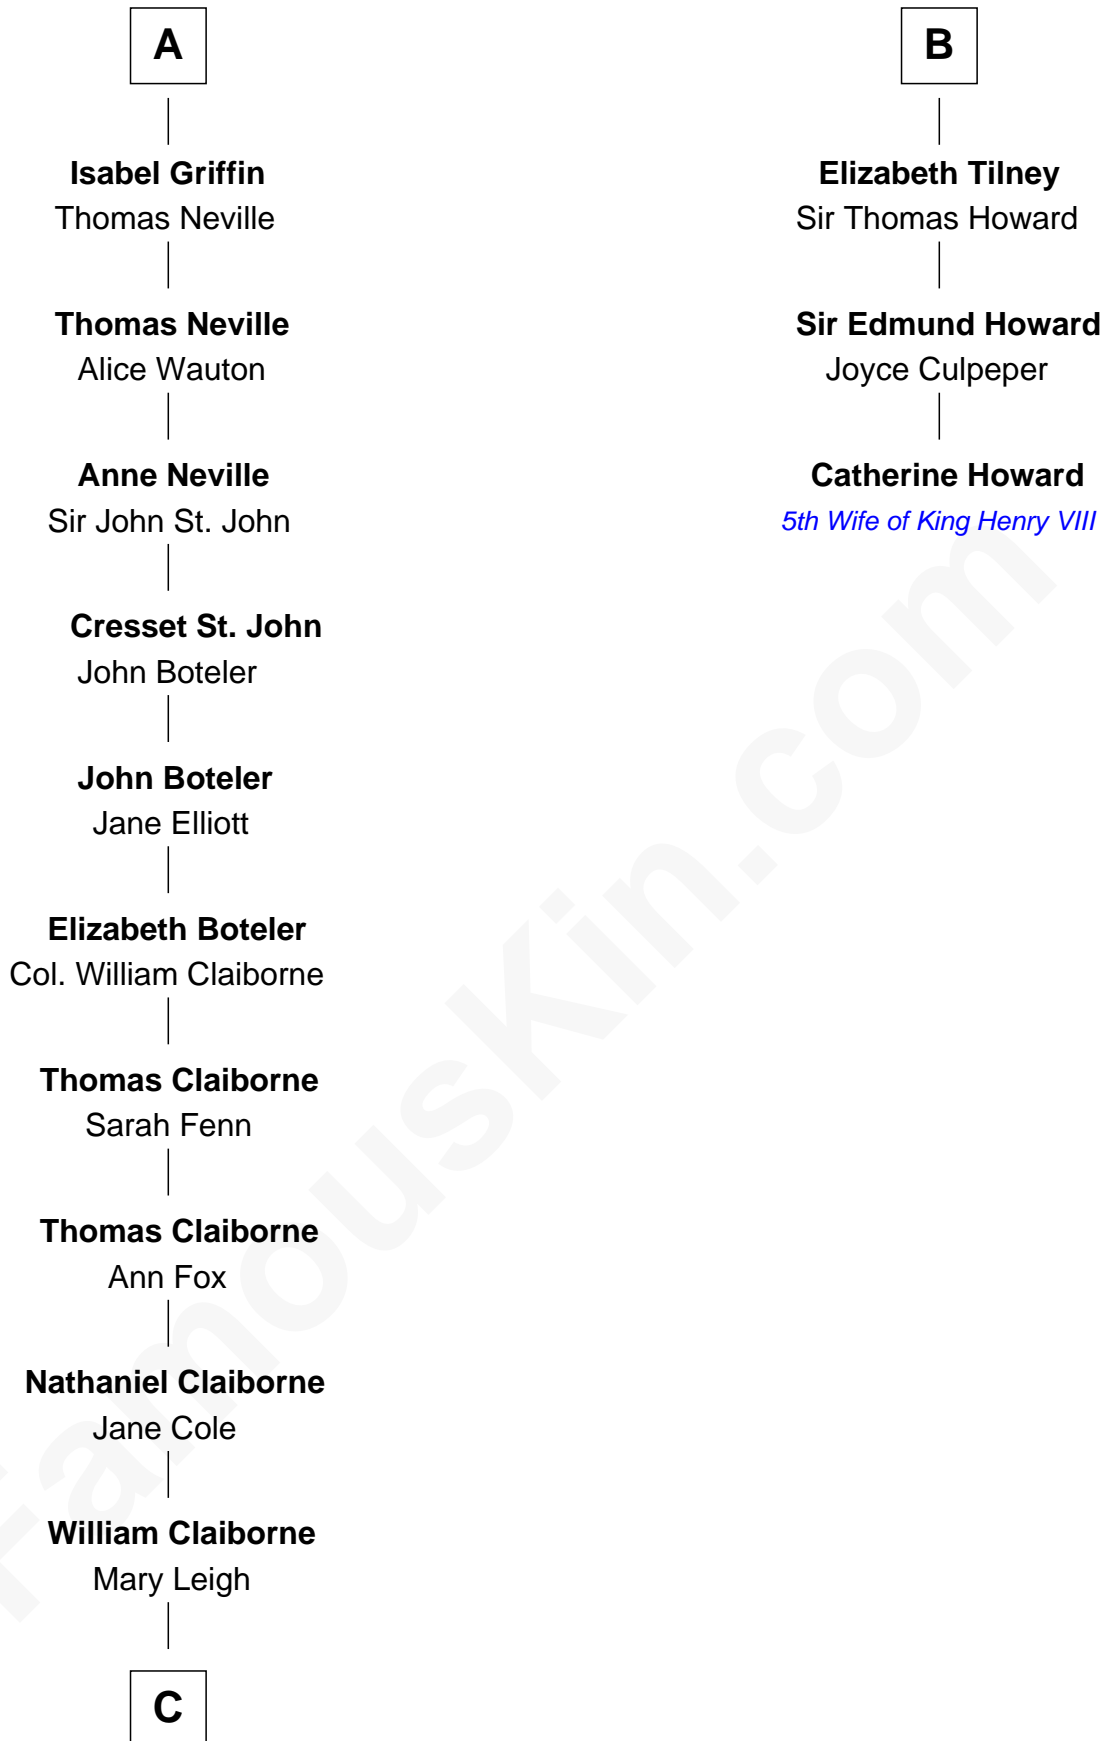 A
Isabel Griffin
Thomas Neville
Thomas Neville
Alice Wauton
Anne Neville
Sir John St. John
Cresset St. John
John Boteler
John Boteler
Jane Elliott
Elizabeth Boteler
Col. William Claiborne
Thomas Claiborne
Sarah Fenn
Thomas Claiborne
Ann Fox
Nathaniel Claiborne
Jane Cole
William Claiborne
Mary Leigh
C
B
Elizabeth Tilney
Sir Thomas Howard
Sir Edmund Howard
Joyce Culpeper
Catherine Howard
5th Wife of King Henry VIII
FamousKin.com